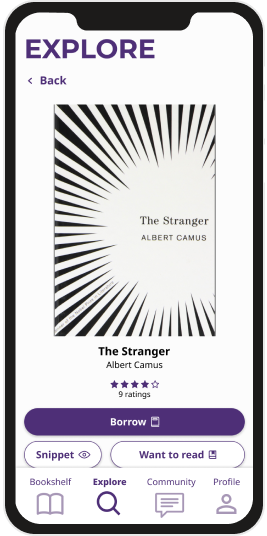 EXPLORE
Back
The Stranger
ALBERT CAMUS
The Stranger
Albert Camus
9 ratings
Borrow
Snippet
Want to read
Bookshelf
Explore
Community
Profile